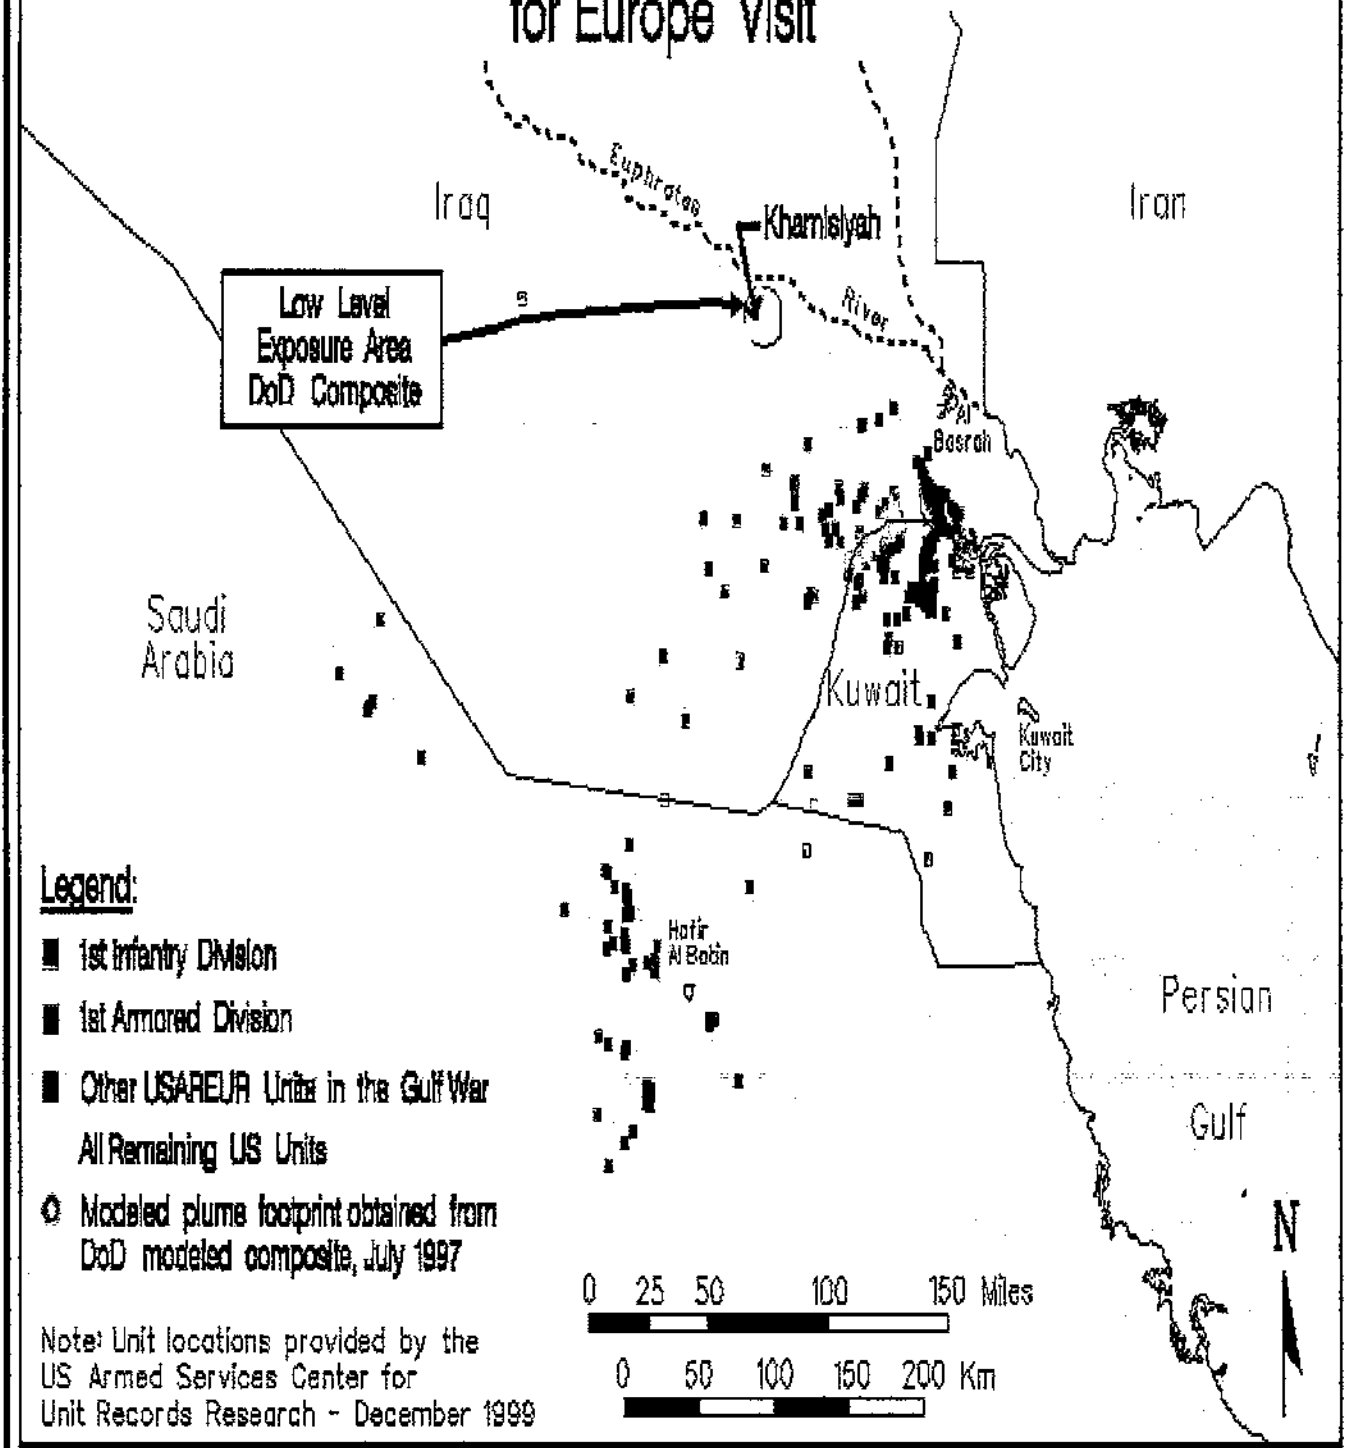 for Europe Visit
Iraq
Euphrates
Iran
Khamisiyah
River
Low Level
Exposure Area
DoD Composite
Al
Basrah
Saudi
Arabia
Kuwait
Kuwait
City
Legend:
1st Infantry Division
1st Armored Division
Other USAREUR Units in the Gulf War
All Remaining US Units
Modeled plume footprint obtained from
DoD modeled composite, July 1997
Hafir
Al Batin
Persian
Gulf
N
0 25 50 100 150 Miles
0 50 100 150 200 Km
Note: Unit locations provided by the
US Armed Services Center for
Unit Records Research - December 1999